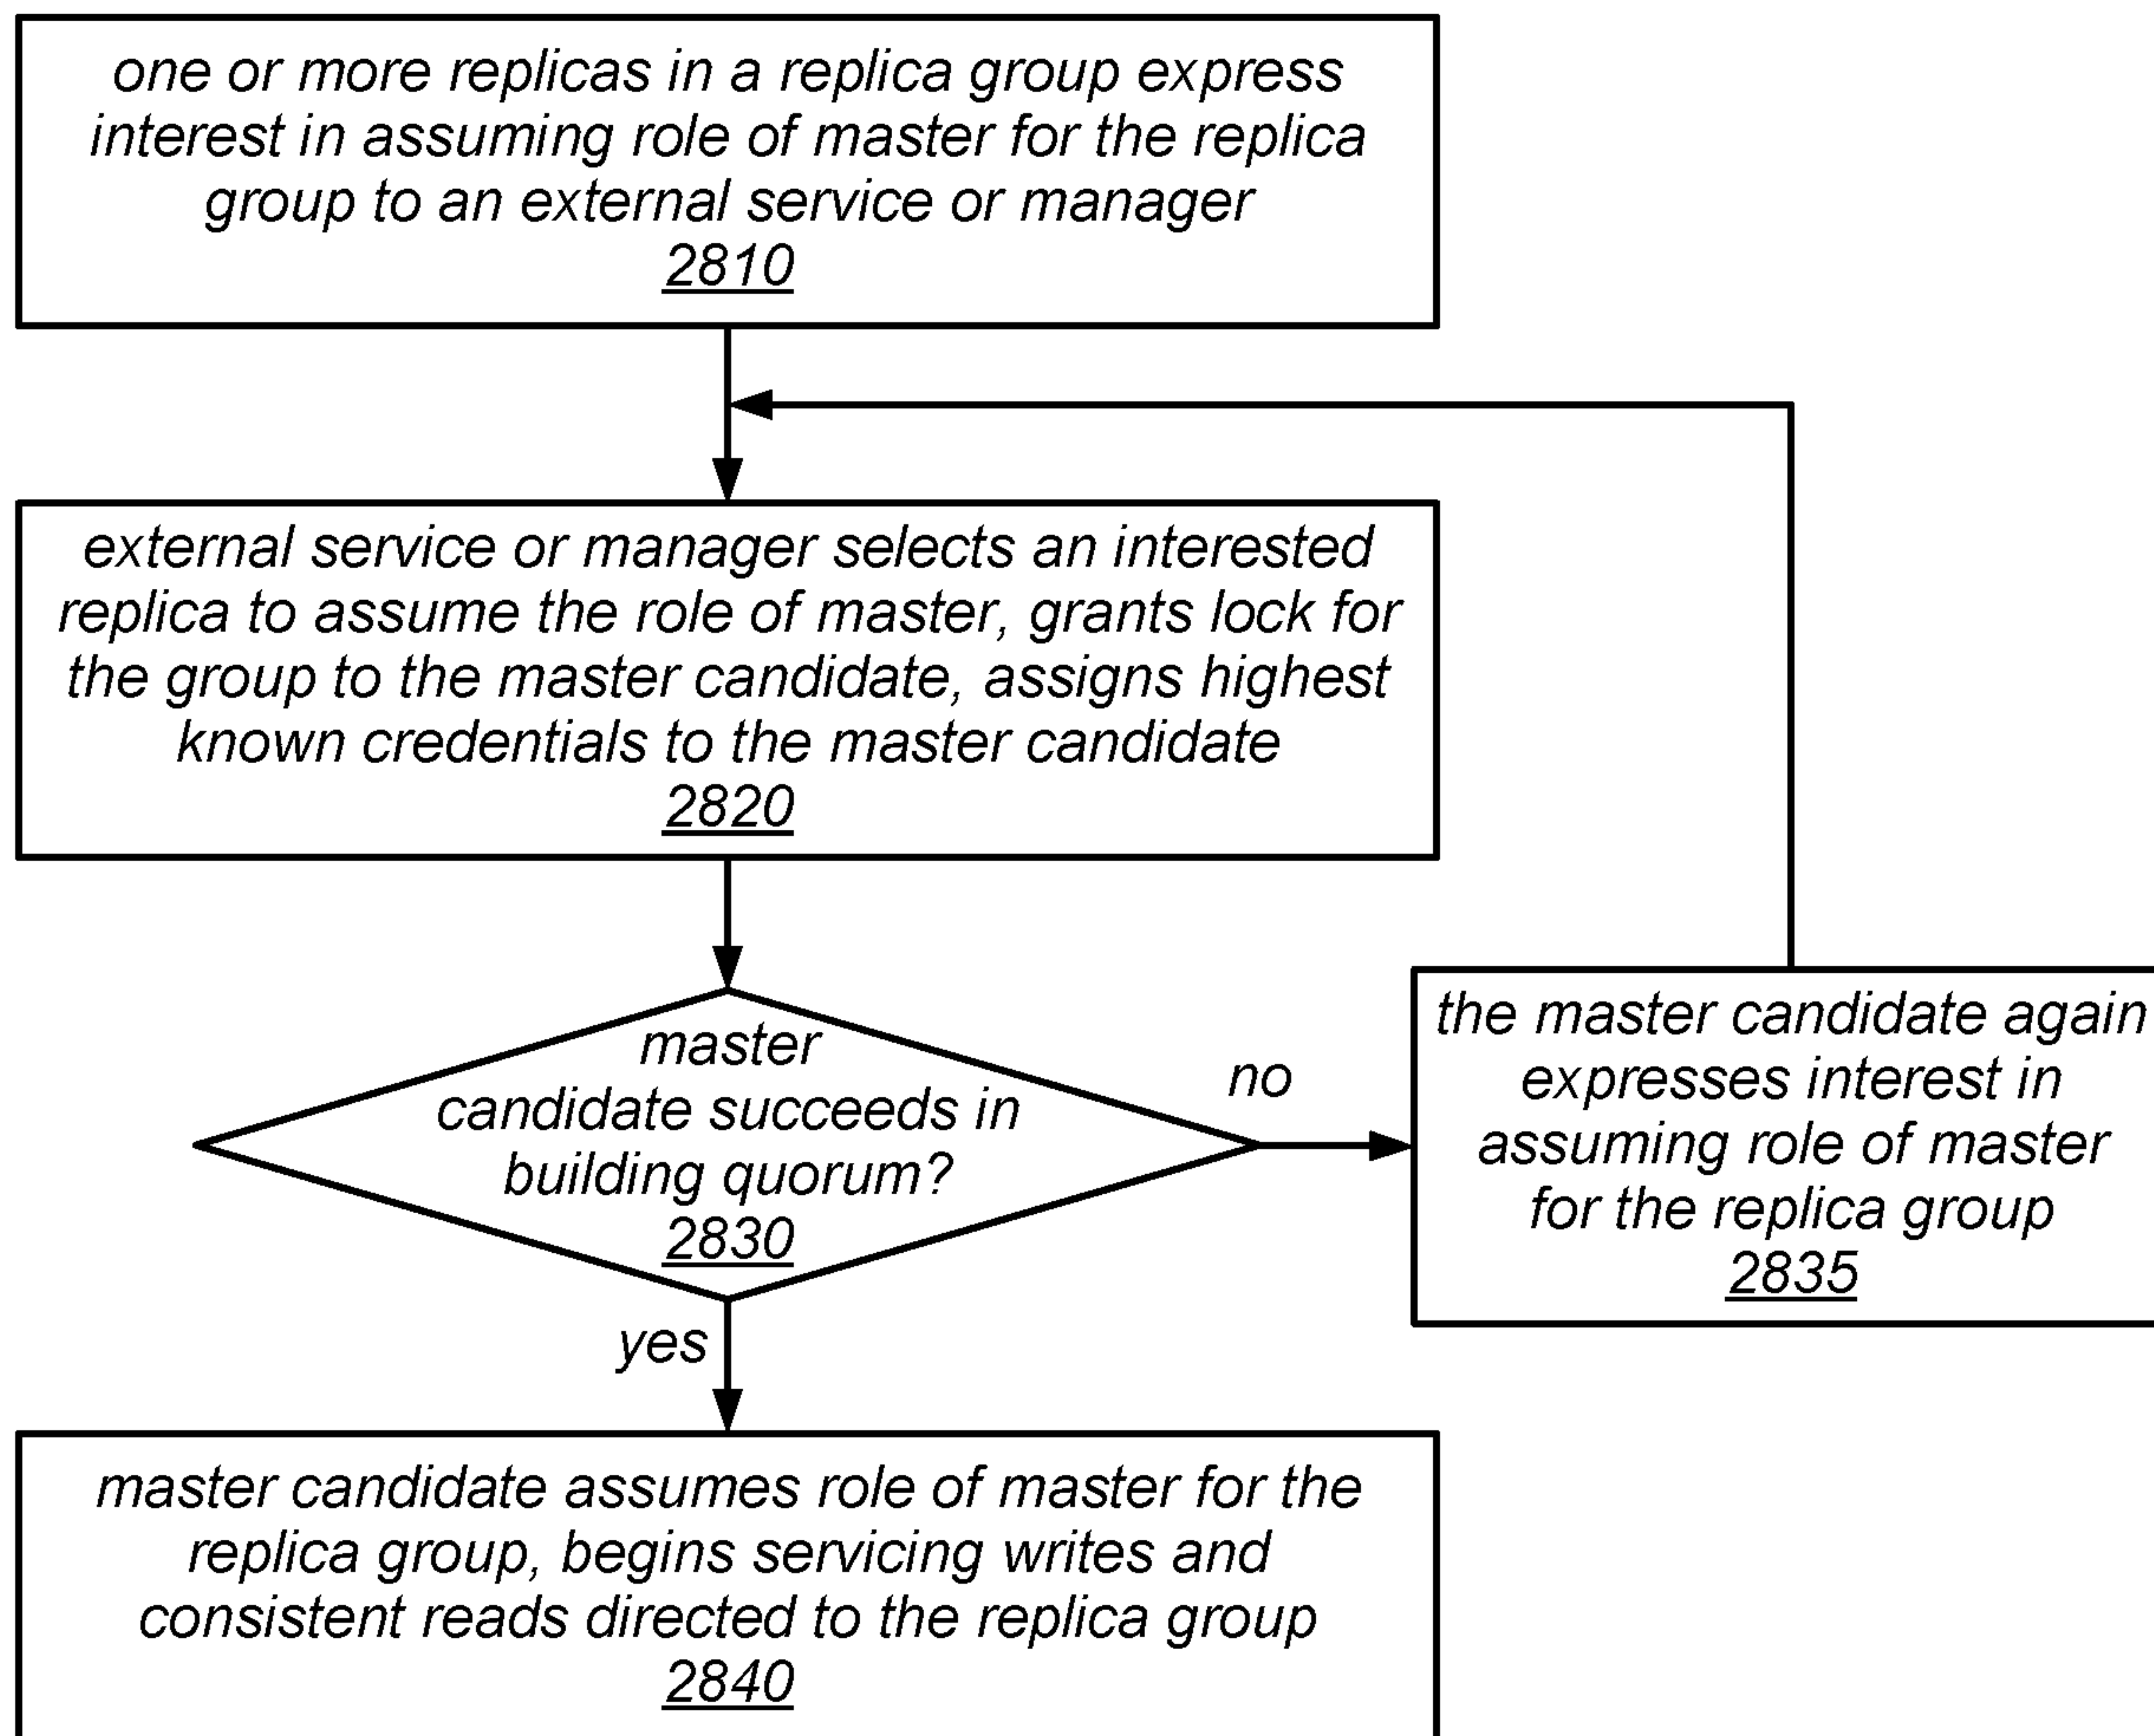 one or more replicas in a replica group express
interest in assuming role of master for the replica
group to an external service or manager
2810
external service or manager selects an interested
replica to assume the role of master, grants lock for
the group to the master candidate, assigns highest
known credentials to the master candidate
2820
master
candidate succeeds in
building quorum?
2830
no
the master candidate again
expresses interest in
assuming role of master
for the replica group
2835
yes
master candidate assumes role of master for the
replica group, begins servicing writes and
consistent reads directed to the replica group
2840